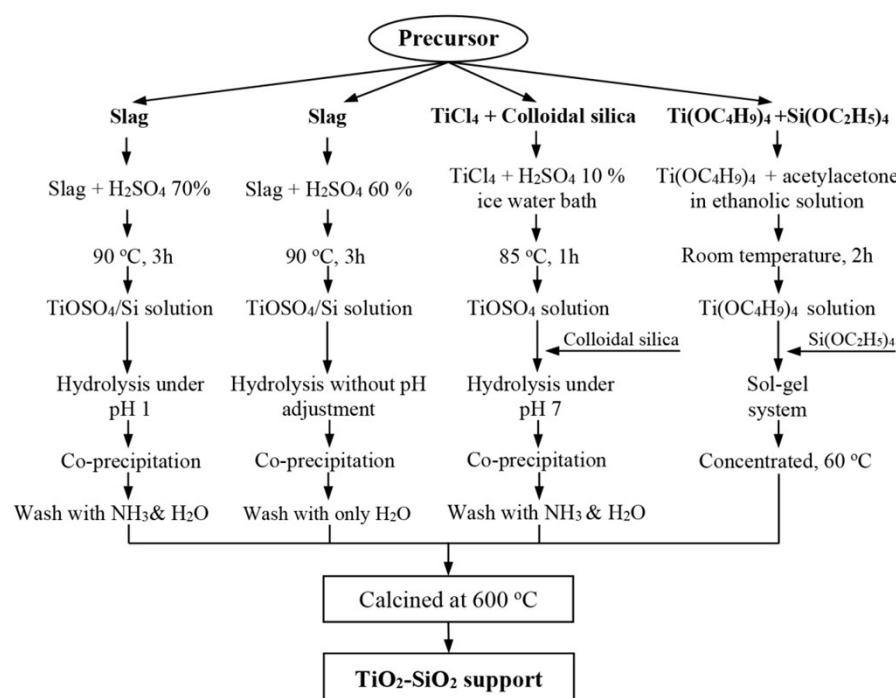 Precursor
Slag
Slag + H₂SO₄ 70%
90 °C, 3h
TiOSO₄/Si solution
Hydrolysis under
pH 1
Co-precipitation
Wash with NH₃& H₂O
Slag
Slag + H₂SO₄ 60 %
90 °C, 3h
TiOSO₄/Si solution
Hydrolysis without pH
adjustment
Co-precipitation
Wash with only H₂O
TiCl₄ + Colloidal silica
TiCl₄ + H₂SO₄ 10 %
ice water bath
85 °C, 1h
TiOSO₄ solution
Colloidal silica
Hydrolysis under
pH 7
Co-precipitation
Wash with NH₃ & H₂O
Ti(OC₄H₉)₄ +Si(OC₂H₅)₄
Ti(OC₄H₉)₄ + acetylacetone
in ethanolic solution
Room temperature, 2h
Ti(OC₄H₉)₄ solution
Si(OC₂H₅)₄
Sol-gel
system
Concentrated, 60 °C
Calcined at 600 °C
TiO₂-SiO₂ support